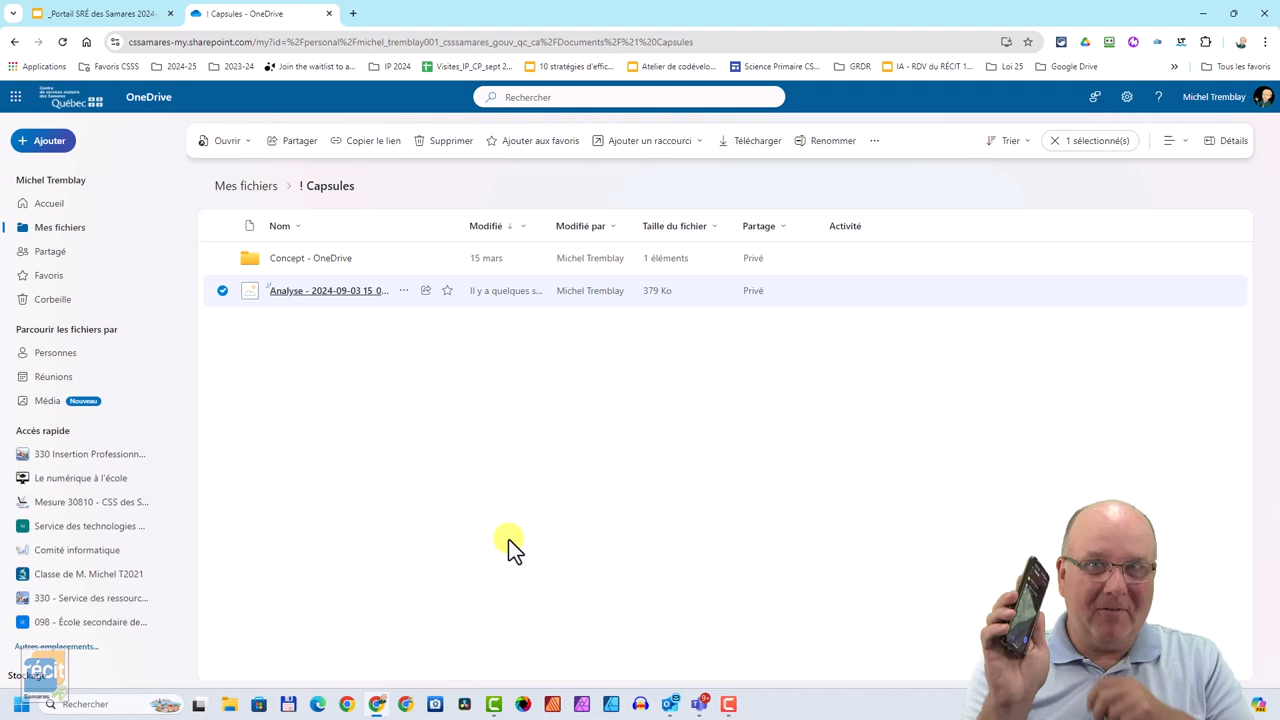 _Portail SRÉ des Samares 2024-
! Capsules - OneDrive
cssamares-my.sharepoint.com/my?id=%2Fpersonal%2Fmichel_tremblay001_csssamares_gouv_qc_ca%2FDocuments%2F%21%20Capsules
Applications Favoris CSSS 2024-25 2023-24 Join the waitlist to a... IP 2024 Visites_IP_CP_sept 2... 10 stratégies d'effic... Atelier de codévelo... Science Primaire CS... GRDR IA - RDV du RÉCIT 1... Loi 25 Google Drive Tous les favoris
Centre de services scolaire des Samares Québec OneDrive Rechercher Michel Tremblay
Ajouter Ouvrir Partager Copier le lien Supprimer Ajouter aux favoris Ajouter un raccourci Télécharger Renommer ... Trier 1 sélectionné(s) Détails
Michel Tremblay
Accueil
Mes fichiers
Partagé
Favoris
Corbeille
Parcourir les fichiers par
Personnes
Réunions
Média Nouveau
Accès rapide
330 Insertion Professionn...
Le numérique à l'école
Mesure 30810 - CSS des S...
Service des technologies ...
Comité informatique
Classe de M. Michel T2021
330 - Service des ressourc...
098 - École secondaire de...
Autres emplacements...
Stockage
récit
Samares
Mes fichiers > ! Capsules
Nom Modifié Modifié par Taille du fichier Partage Activité
Concept - OneDrive 15 mars Michel Tremblay 1 éléments Privé
Analyse - 2024-09-03 15_0... Il y a quelques s... Michel Tremblay 379 Ko Privé
Rechercher
9+